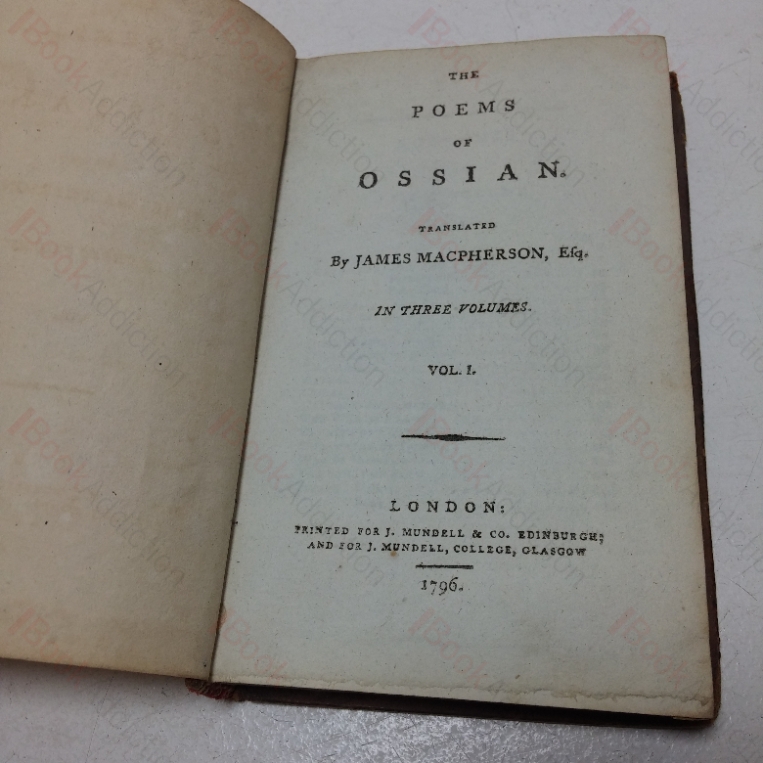 THE
POEMS
OF
OSSIAN.
TRANSLATED
By JAMES MACPHERSON, Eſq.
IN THREE VOLUMES.
VOL. I.
LONDON:
PRINTED FOR J. MUNDELL & CO. EDINBURGH;
AND FOR J. MUNDELL, COLLEGE, GLASGOW
1796.
iBookAddiction